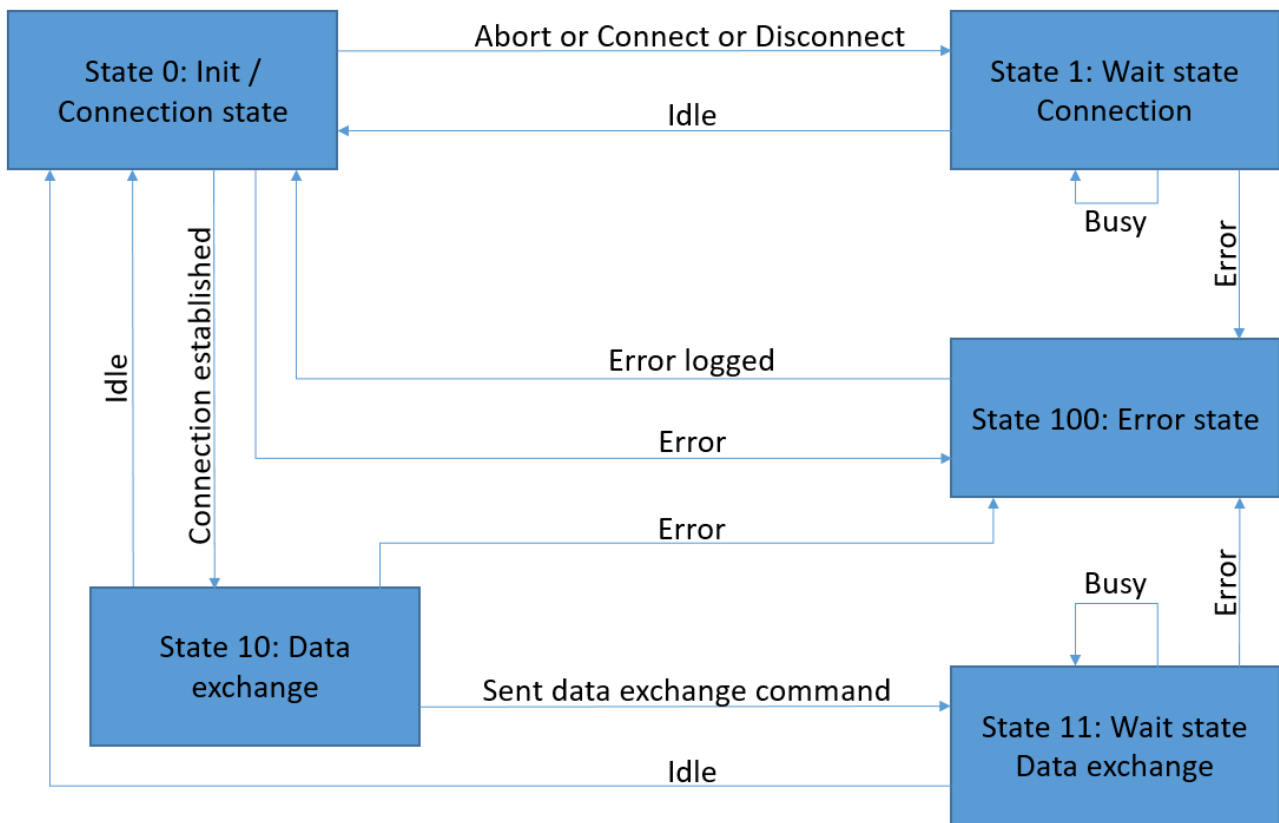 State 0: Init /
Connection state
Abort or Connect or Disconnect
Idle
State 1: Wait state
Connection
Busy
Error
Idle
Connection established
Error logged
Error
State 100: Error state
Error
State 10: Data
exchange
Sent data exchange command
Busy
Error
State 11: Wait state
Data exchange
Idle